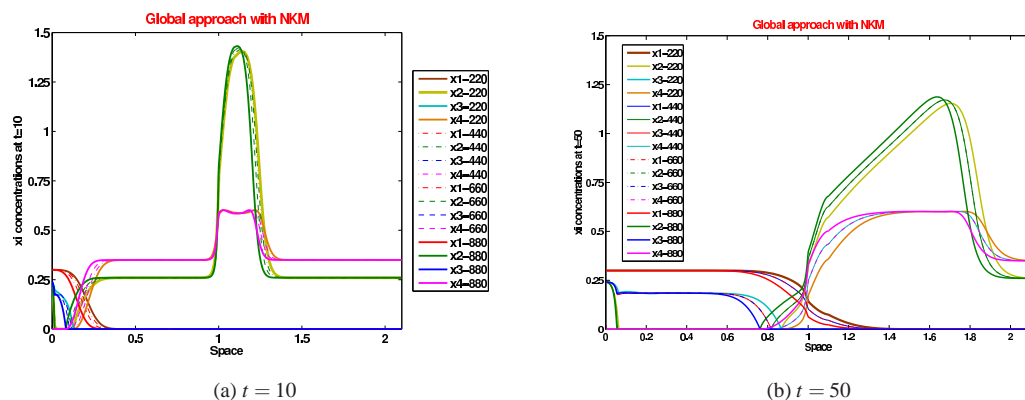 Global approach with NKM
1.5
1.25
1
0.75
0.5
0.25
0
xi concentrations at t=10
0
0.5
1
1.5
2
Space
x1-220
x2-220
x3-220
x4-220
x1-440
x2-440
x3-440
x4-440
x1-660
x2-660
x3-660
x4-660
x1-880
x2-880
x3-880
x4-880
(a) t = 10
Global approach with NKM
1.5
1.25
1
0.75
0.5
0.25
0
xi concentrations at t=50
0
0.2
0.4
0.6
0.8
1
1.2
1.4
1.6
1.8
2
Space
x1-220
x2-220
x3-220
x4-220
x1-440
x2-440
x3-440
x4-440
x1-660
x2-660
x3-660
x4-660
x1-880
x2-880
x3-880
x4-880
(b) t = 50